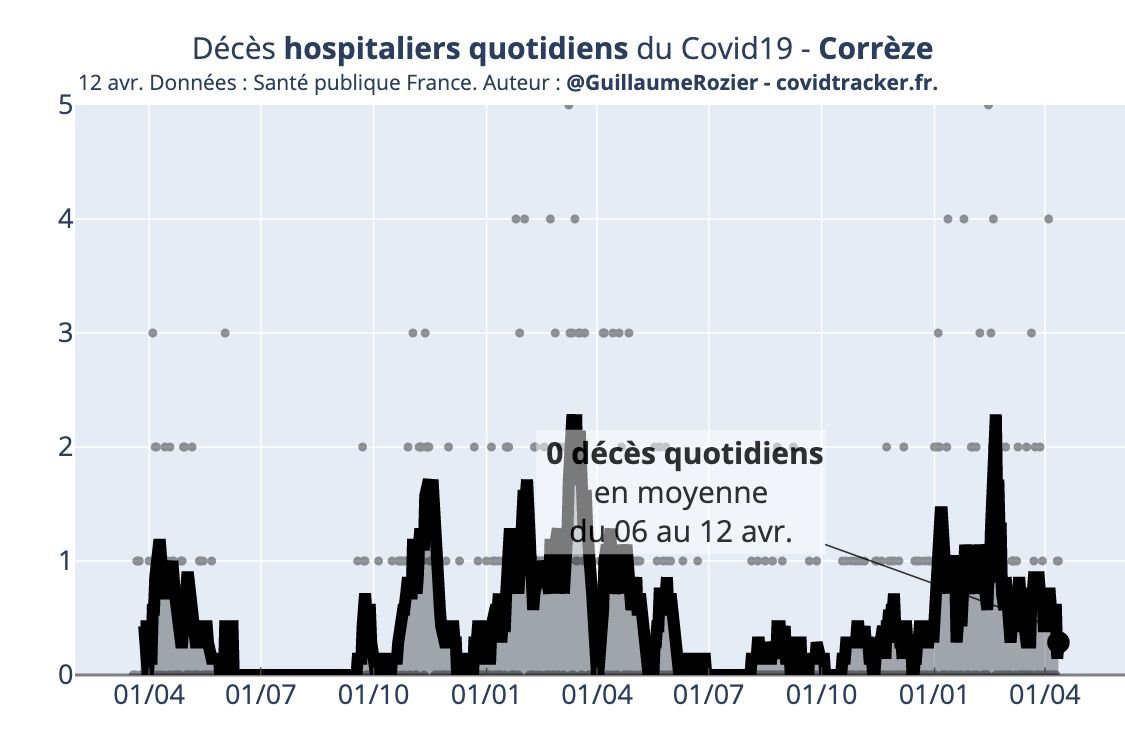 Décès hospitaliers quotidiens du Covid19 - Corrèze
12 avr. Données : Santé publique France. Auteur : @GuillaumeRozier - covidtracker.fr.
5
4
3
2
1
0
0 décès quotidiens
en moyenne
du 06 au 12 avr.
01/04 01/07 01/10 01/01 01/04 01/07 01/10 01/01 01/04